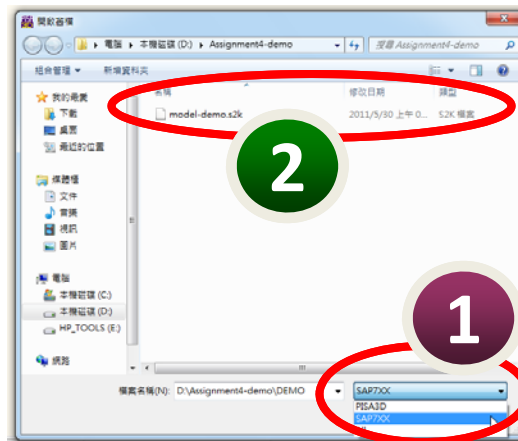 開啟舊檔
電腦 ▸ 本機磁碟 (D:) ▸ Assignment4-demo
搜尋 Assignment4-demo
組合管理 新增資料夾
名稱 修改日期 類型
model-demo.s2k 2011/5/30 上午 0... S2K 檔案
我的最愛
下載
桌面
最近的位置
媒體櫃
文件
音樂
視訊
圖片
電腦
本機磁碟 (C:)
本機磁碟 (D:)
HP_TOOLS (E:)
網路
2
1
檔案名稱(N): D:\Assignment4-demo\DEMO
SAP7XX
PISA3D
SAP7XX